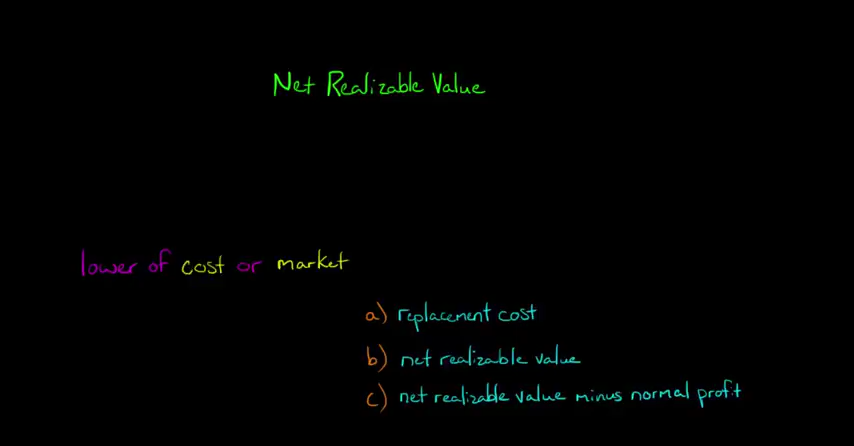 Net Realizable Value
lower of cost or market
a) replacement cost
b) net realizable value
c) net realizable value minus normal profit